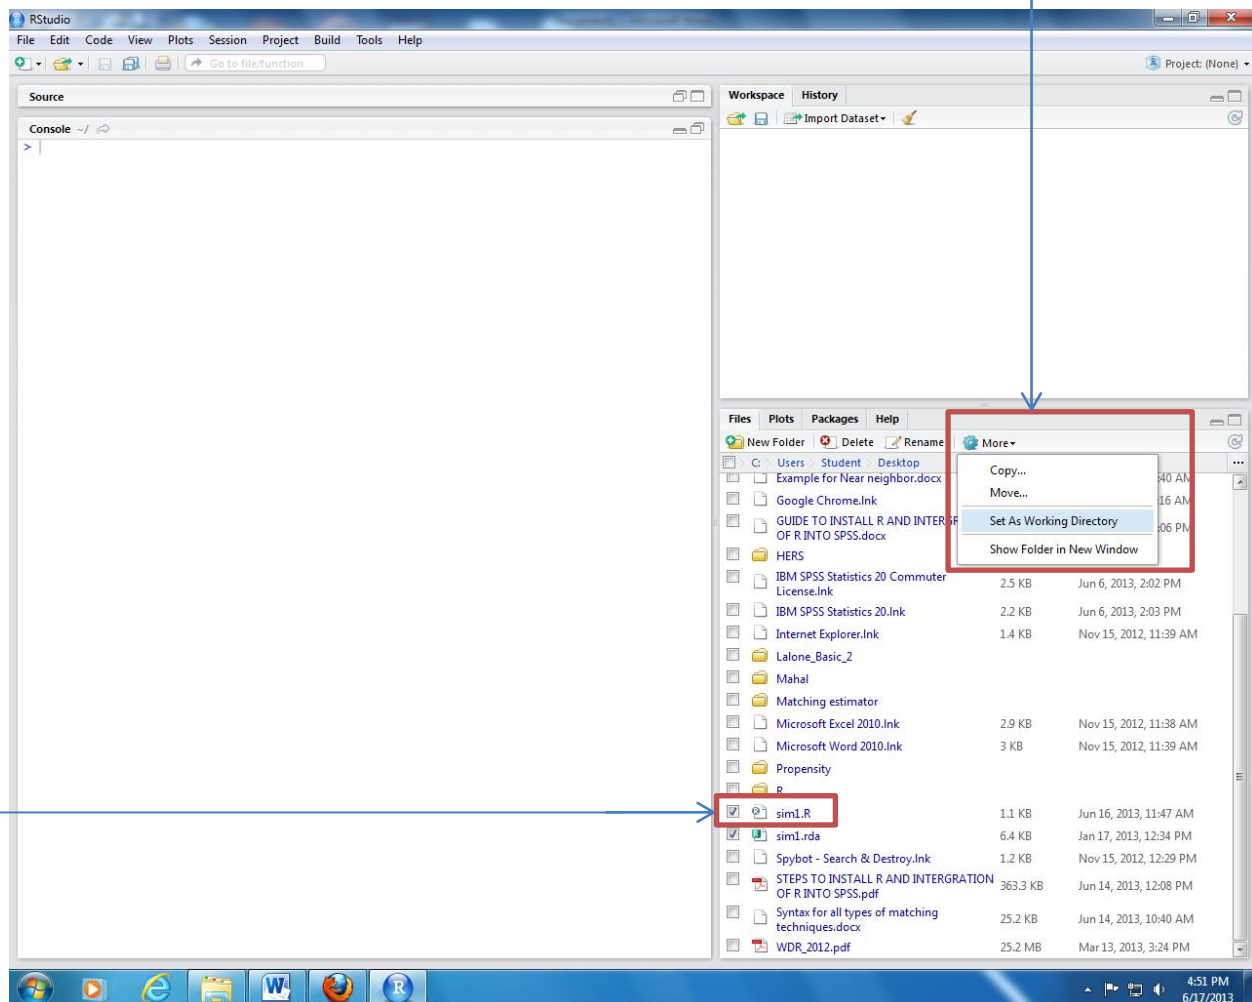 RStudio
File Edit Code View Plots Session Project Build Tools Help
Go to file/function
Project: (None)
Source
Console ~/
>
Workspace History
Import Dataset
Files Plots Packages Help
New Folder Delete Rename More
C: Users Student Desktop
Copy...
Move...
Set As Working Directory
Show Folder in New Window
Example for Near neighbor.docx :40 AM
Google Chrome.lnk :16 AM
GUIDE TO INSTALL R AND INTERGR :06 PM
OF R INTO SPSS.docx
HERS
IBM SPSS Statistics 20 Commuter
License.lnk 2.5 KB Jun 6, 2013, 2:02 PM
IBM SPSS Statistics 20.lnk 2.2 KB Jun 6, 2013, 2:03 PM
Internet Explorer.lnk 1.4 KB Nov 15, 2012, 11:39 AM
Lalone_Basic_2
Mahal
Matching estimator
Microsoft Excel 2010.lnk 2.9 KB Nov 15, 2012, 11:38 AM
Microsoft Word 2010.lnk 3 KB Nov 15, 2012, 11:39 AM
Propensity
R
sim1.R 1.1 KB Jun 16, 2013, 11:47 AM
sim1.rda 6.4 KB Jan 17, 2013, 12:34 PM
Spybot - Search & Destroy.lnk 1.2 KB Nov 15, 2012, 12:29 PM
STEPS TO INSTALL R AND INTERGRATION
OF R INTO SPSS.pdf 363.3 KB Jun 14, 2013, 12:08 PM
Syntax for all types of matching
techniques.docx 25.2 KB Jun 14, 2013, 10:40 AM
WDR_2012.pdf 25.2 MB Mar 13, 2013, 3:24 PM
4:51 PM
6/17/2013